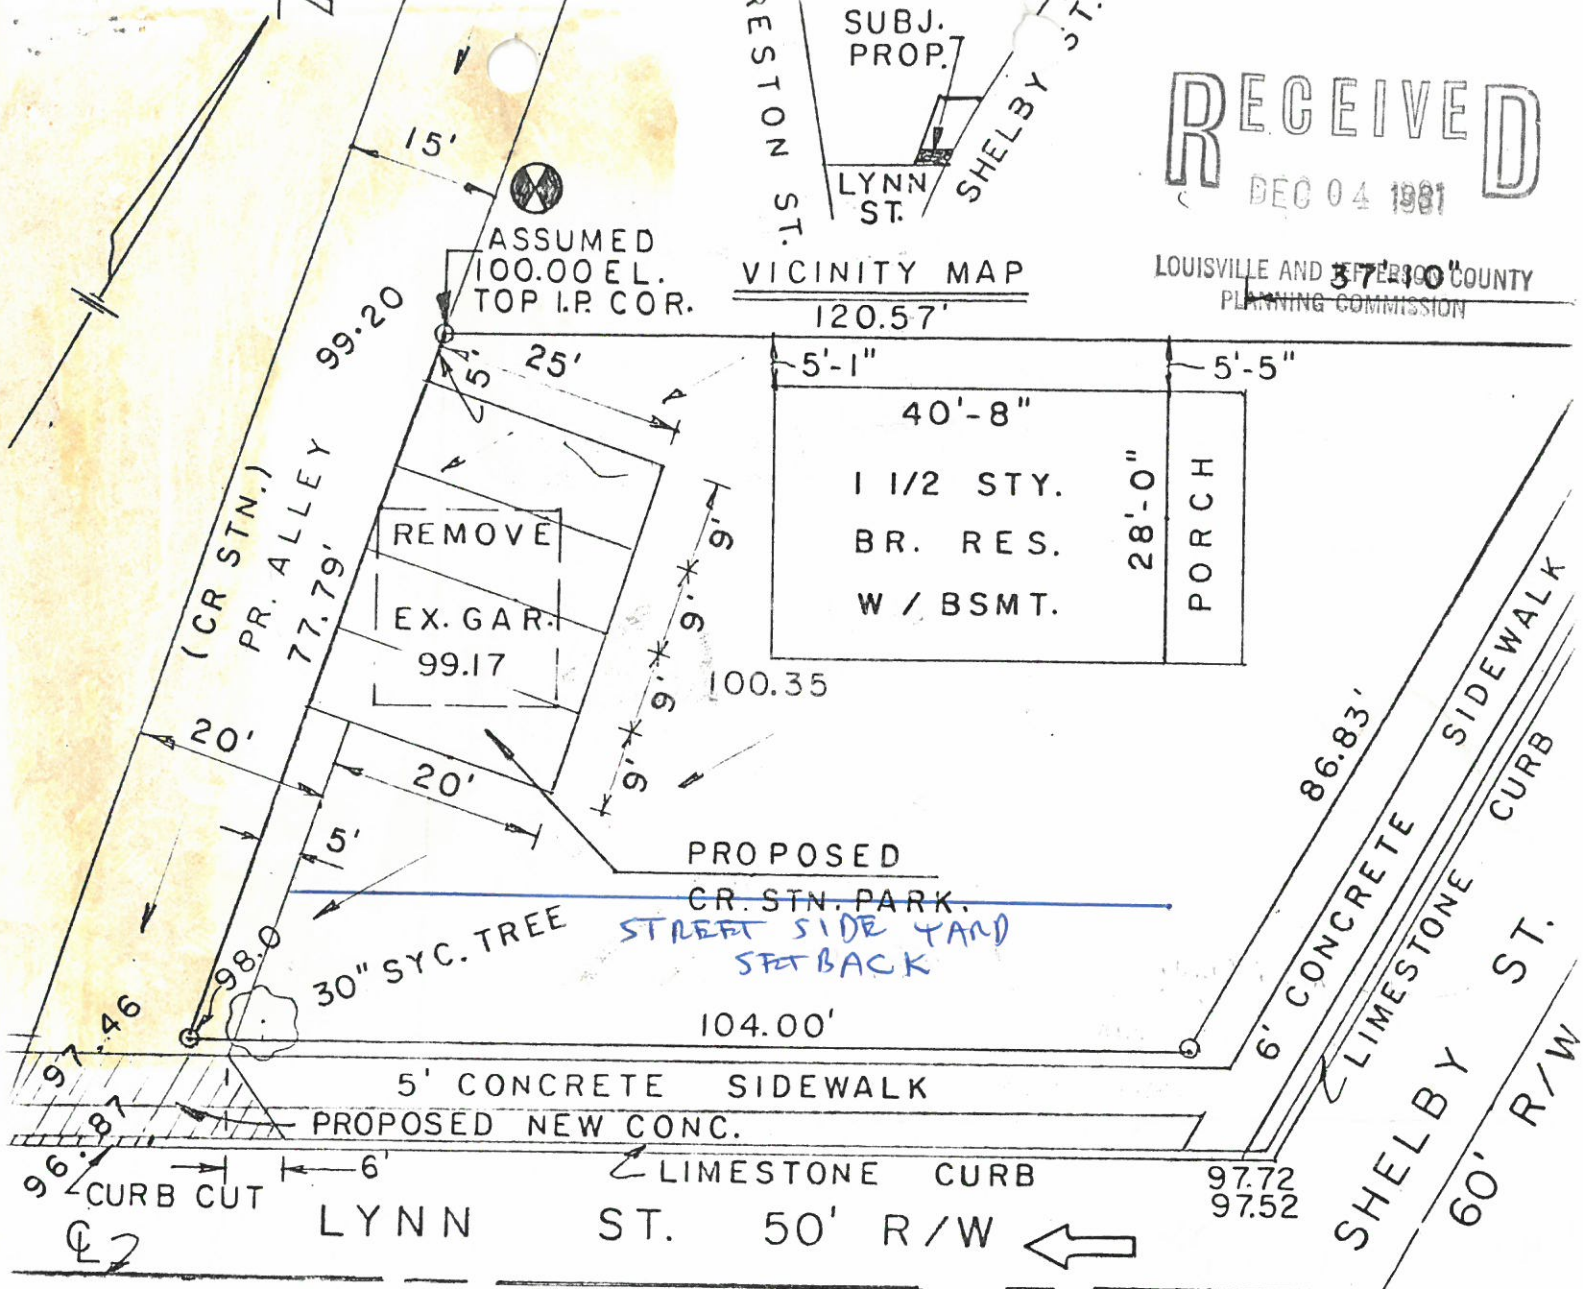 RESTON ST.
SUBJ.
PROP.
SHELBY ST.
LYNN
ST.
VICINITY MAP
RECEIVED
DEC 04 1981
LOUISVILLE AND JEFFERSON COUNTY
PLANNING COMMISSION
37'-10"
15'
ASSUMED
100.00 EL.
TOP I.P. COR.
120.57'
99.20
5'
25'
5'-1"
5'-5"
40'-8"
1 1/2 STY.
BR. RES.
W / BSMT.
28'-0"
PORCH
(CR STN.)
PR. ALLEY
77.79'
REMOVE
EX. GAR.
99.17
9'
9'
9'
9'
100.35
20'
20'
5'
PROPOSED
CR. STN. PARK.
STREET SIDE YARD
SETBACK
86.83'
6' CONCRETE SIDEWALK
LIMESTONE CURB
30" SYC. TREE
98.0
97.46
104.00'
5' CONCRETE SIDEWALK
PROPOSED NEW CONC.
96.87
6'
CURB CUT
LIMESTONE CURB
97.72
97.52
LYNN ST. 50' R/W
SHELBY ST.
60' R/W
℄